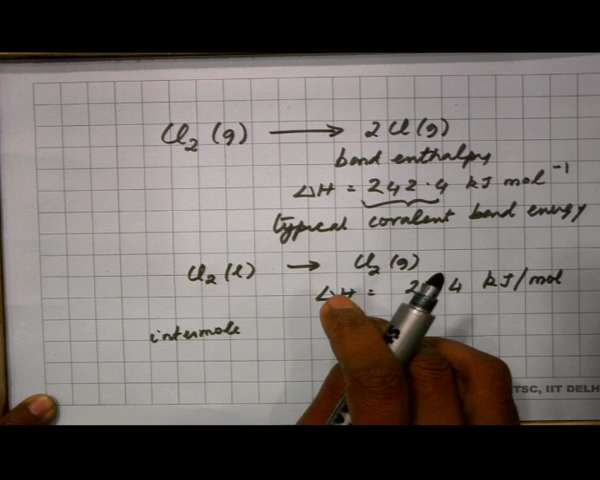 Cl₂ (g) ⟶ 2 Cl (g)
bond enthalpy
ΔH = 242.4 kJ mol⁻¹
typical covalent bond energy
Cl₂ (l) → Cl₂ (g)
ΔH = 4 kJ/mol
intermole
TSC, IIT DELH